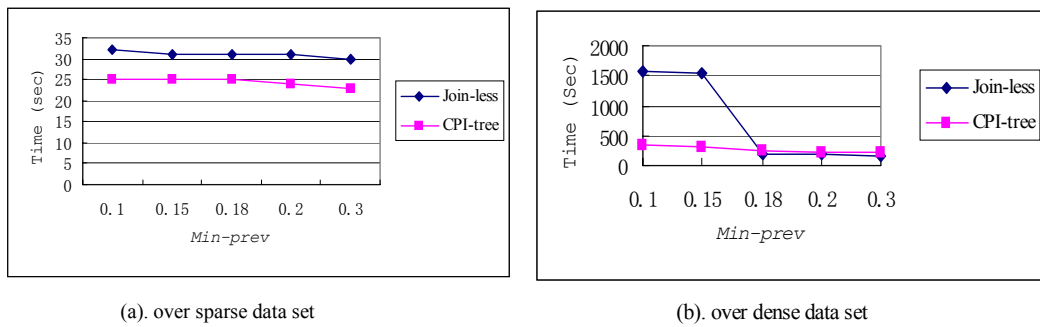 35
30
25
20
15
10
5
0
Time (sec)
0.1 0.15 0.18 0.2 0.3
Min-prev
Join-less
CPI-tree
(a). over sparse data set
2000
1500
1000
500
0
Time (Sec)
0.1 0.15 0.18 0.2 0.3
Min-prev
Join-less
CPI-tree
(b). over dense data set